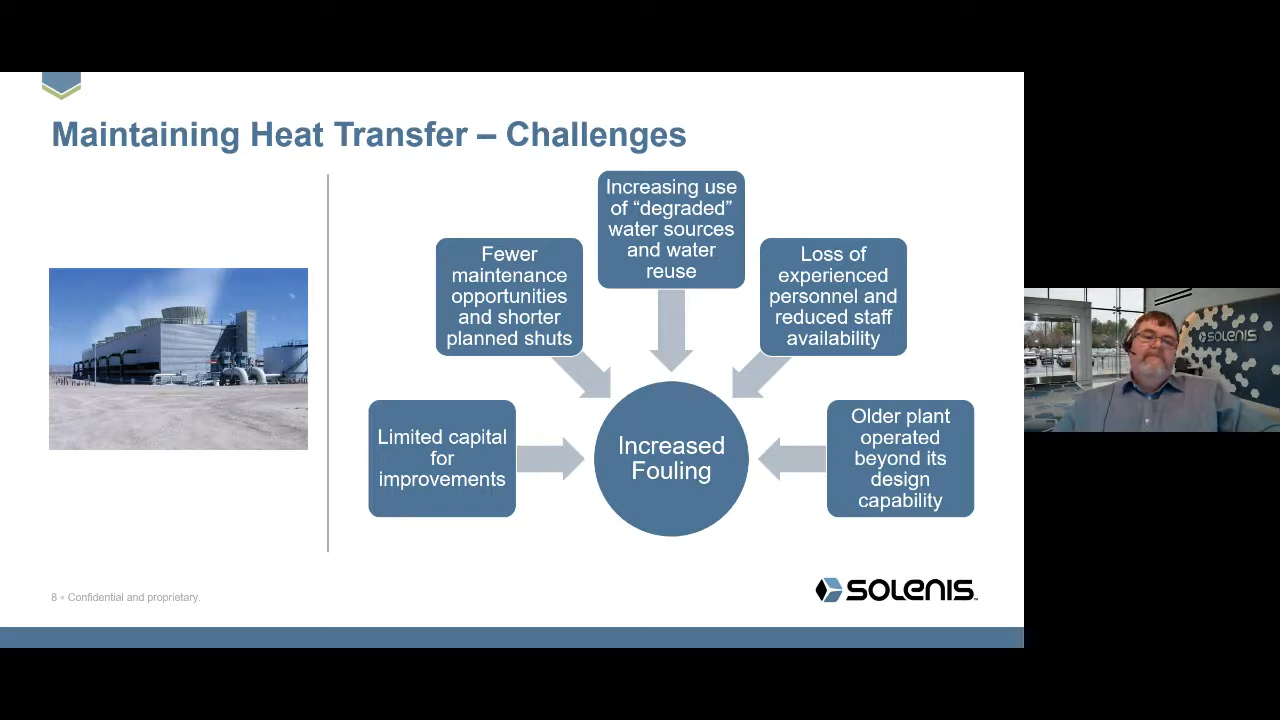 Maintaining Heat Transfer – Challenges
Increasing use
of “degraded”
water sources
and water
reuse
Fewer
maintenance
opportunities
and shorter
planned shuts
Loss of
experienced
personnel and
reduced staff
availability
Limited capital
for
improvements
Increased
Fouling
Older plant
operated
beyond its
design
capability
8 • Confidential and proprietary.
SOLENIS™
SOLENIS